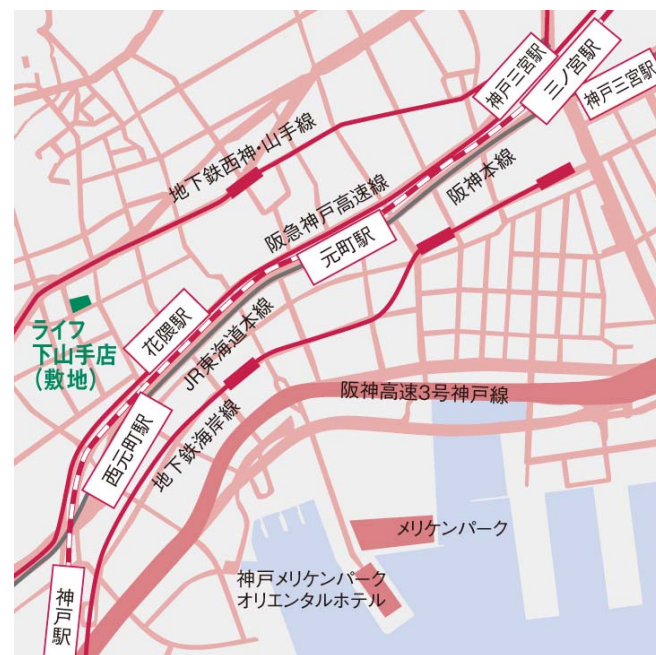 神戸三宮駅
三ノ宮駅
神戸三宮駅
地下鉄西神・山手線
阪急神戸高速線
阪神本線
元町駅
ライフ
下山手店
(敷地)
花隈駅
JR東海道本線
西元町駅
地下鉄海岸線
阪神高速3号神戸線
メリケンパーク
神戸メリケンパーク
オリエンタルホテル
神戸駅